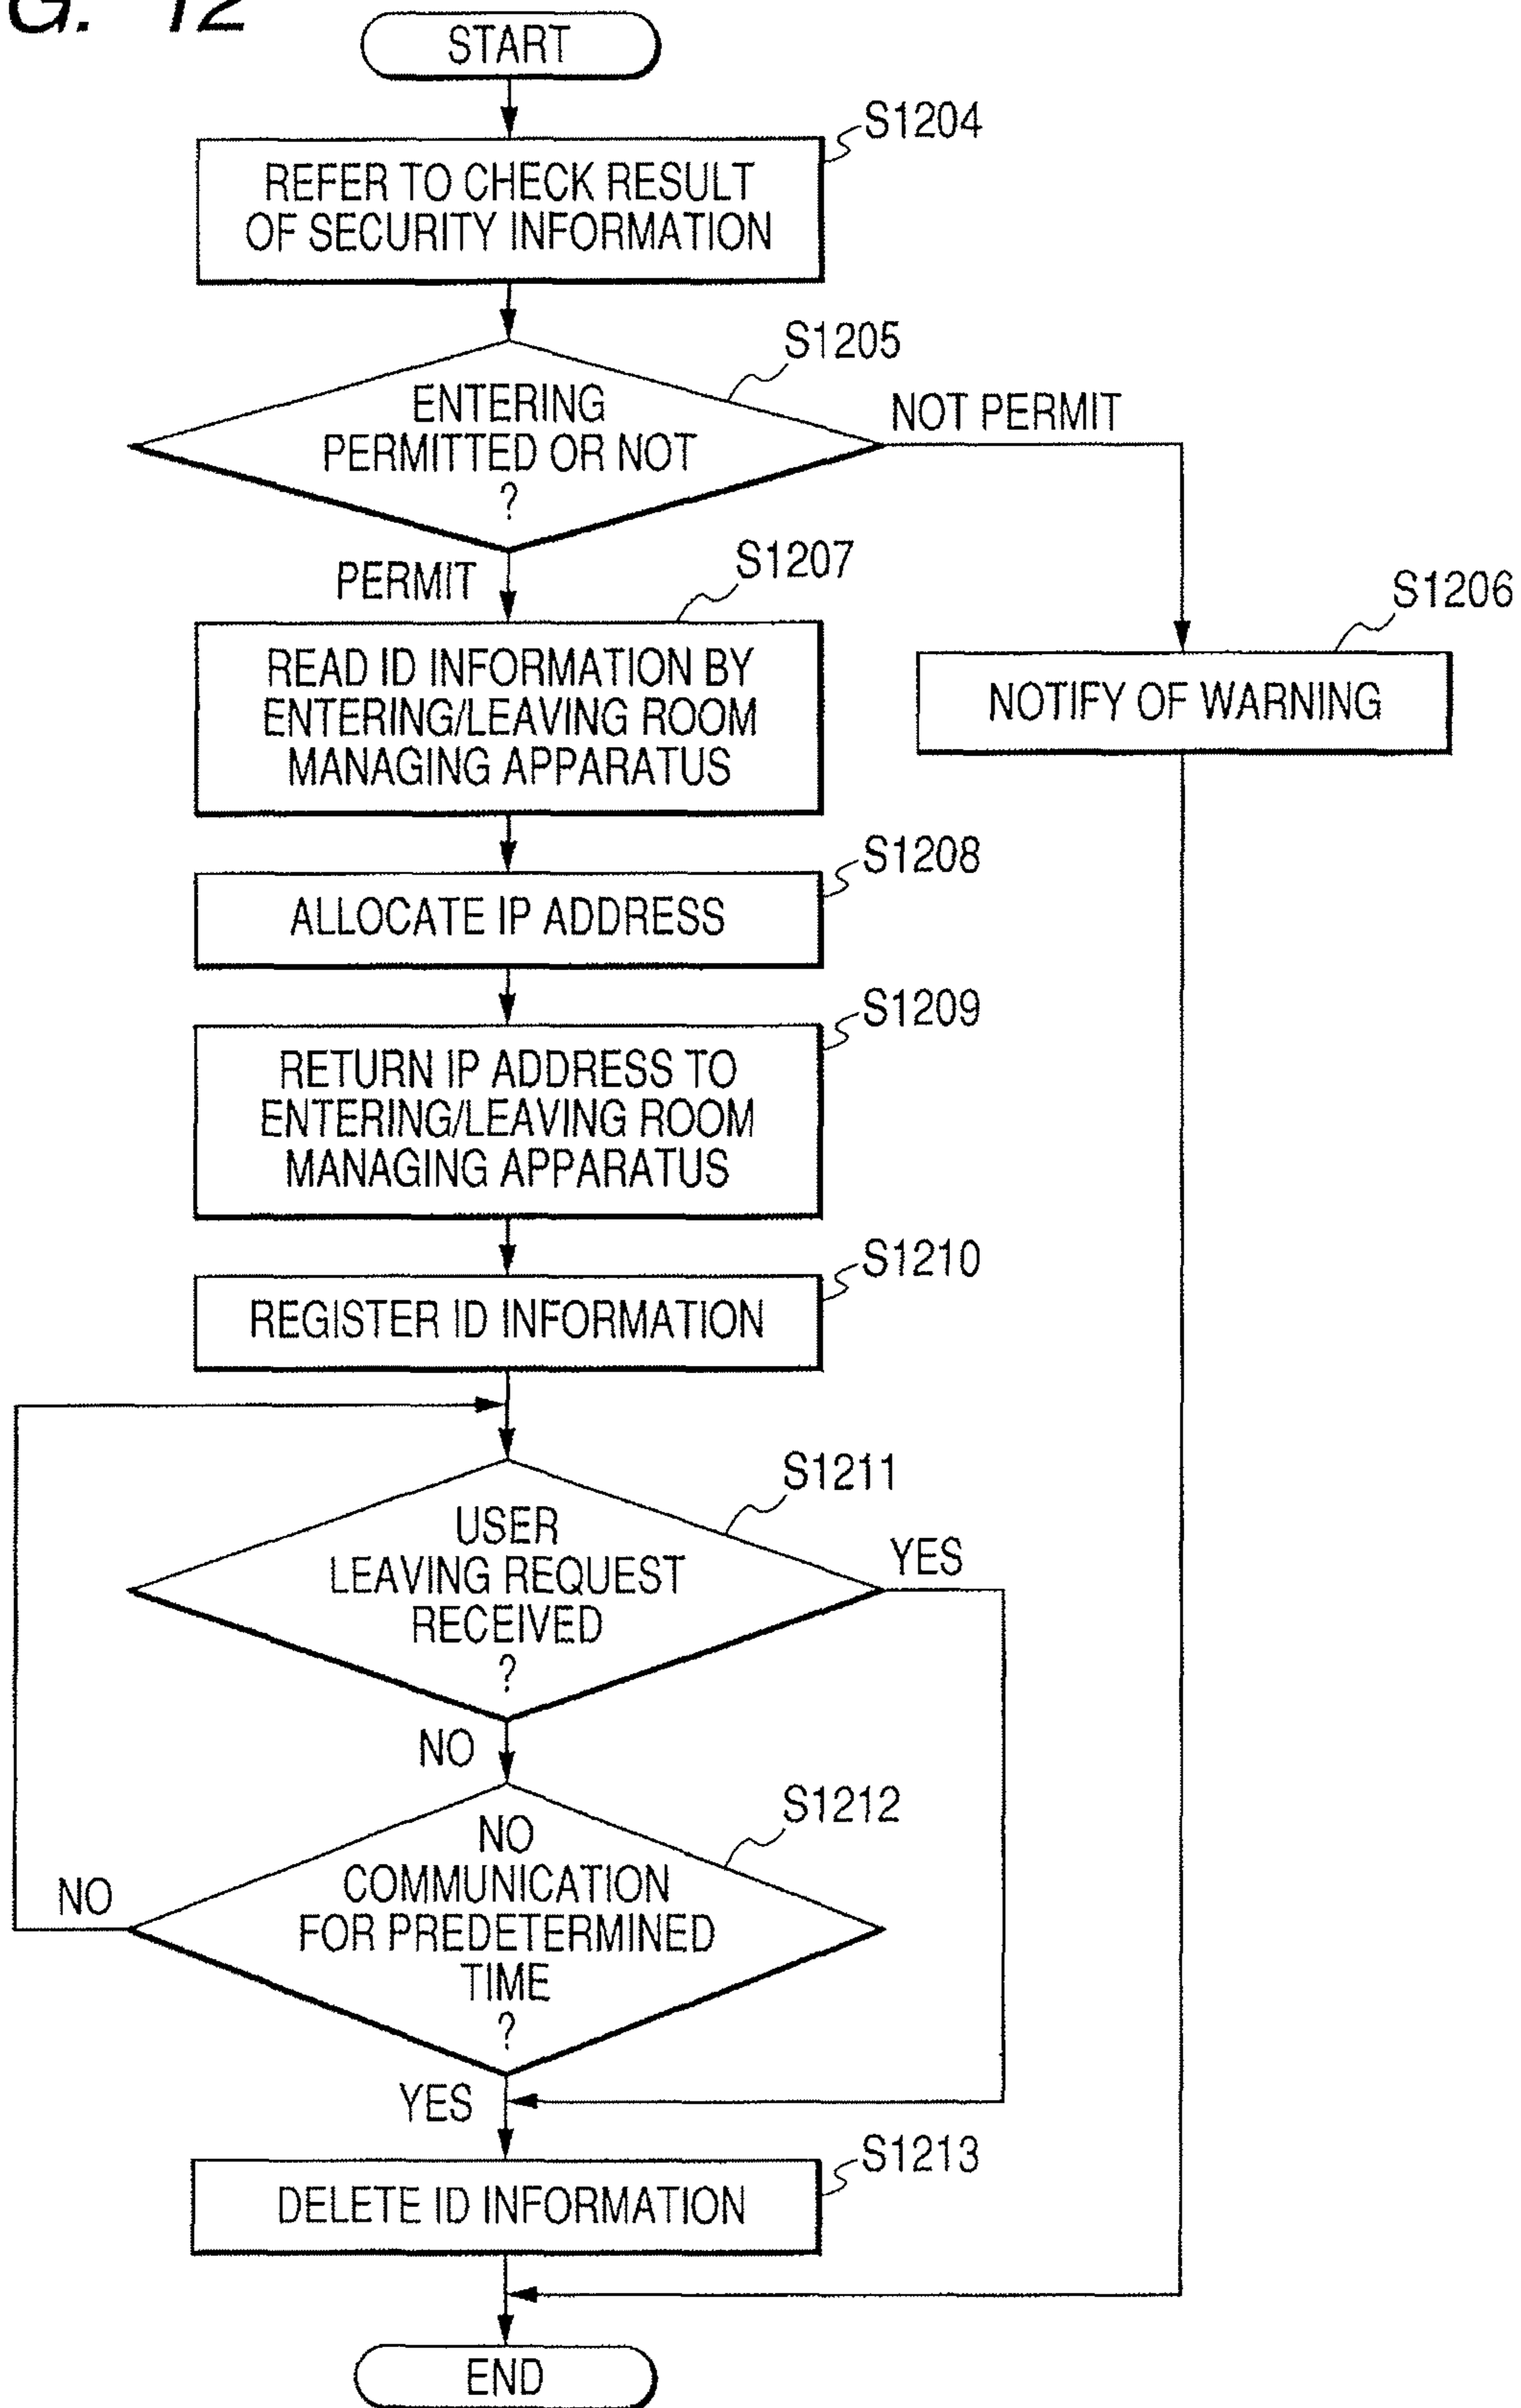 G. 12
START
S1204
REFER TO CHECK RESULT
OF SECURITY INFORMATION
S1205
ENTERING
PERMITTED OR NOT
?
NOT PERMIT
PERMIT
S1207
READ ID INFORMATION BY
ENTERING/LEAVING ROOM
MANAGING APPARATUS
S1206
NOTIFY OF WARNING
S1208
ALLOCATE IP ADDRESS
S1209
RETURN IP ADDRESS TO
ENTERING/LEAVING ROOM
MANAGING APPARATUS
S1210
REGISTER ID INFORMATION
S1211
USER
LEAVING REQUEST
RECEIVED
?
YES
NO
S1212
NO
COMMUNICATION
FOR PREDETERMINED
TIME
?
NO
YES
S1213
DELETE ID INFORMATION
END